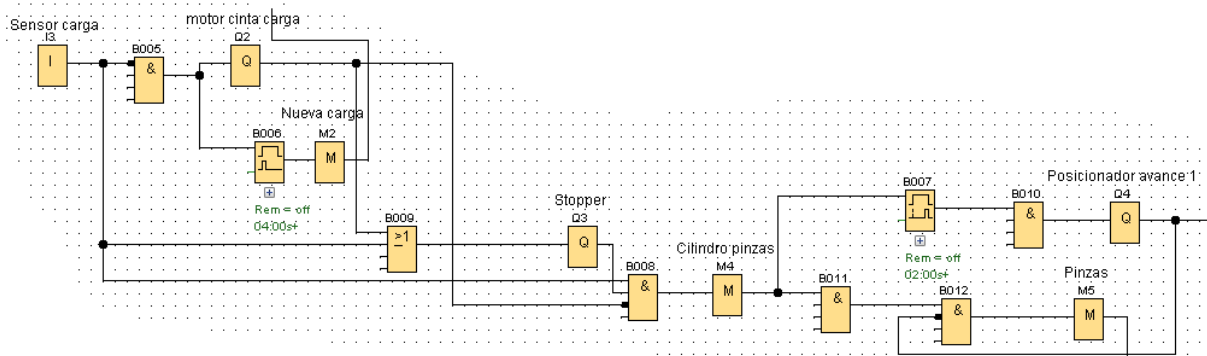 Sensor carga
motor cinta carga
I3
B005
Q2
I
&
Q
Nueva carga
B006
M2
M
Rem = off
04:00s+
B007
Posicionador avance 1
B010
Q4
&
Q
Stopper
B009
Q3
>1
Q
Rem = off
02:00s+
Cilindro pinzas
B008
M4
&
M
B011
&
Pinzas
B012
M5
&
M